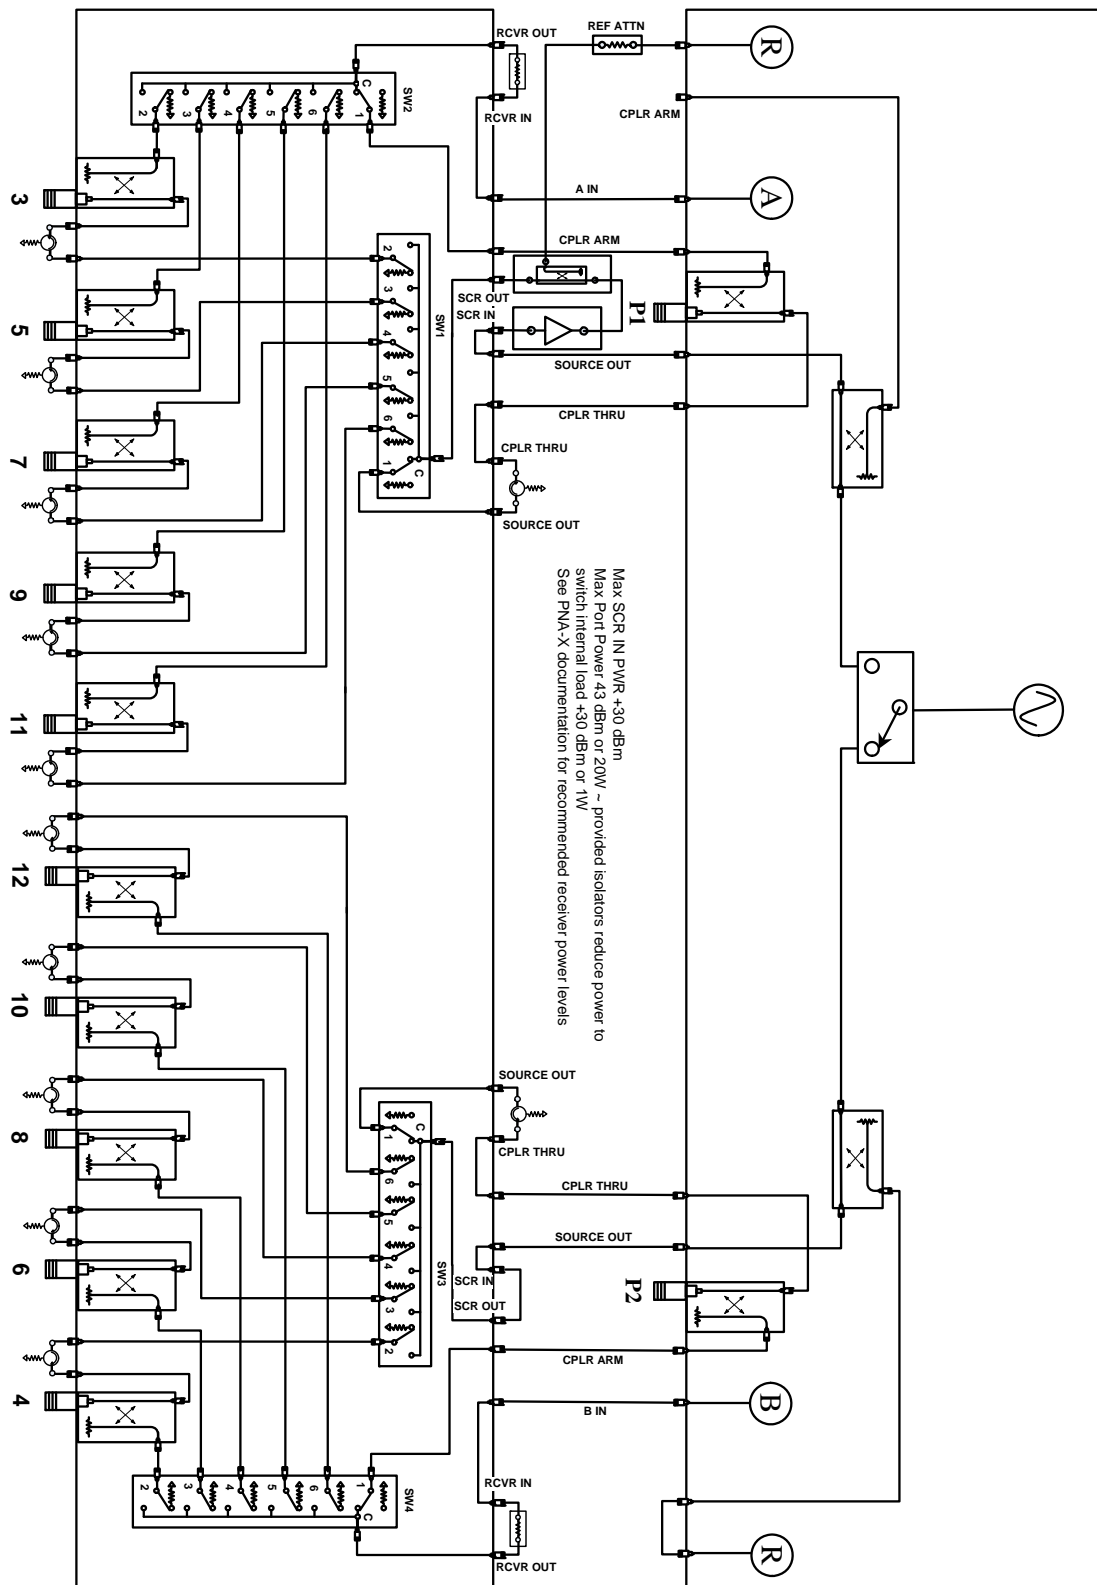 RCVR OUT
REF ATTN
R
SW2
C
1
6
5
4
3
2
RCVR IN
CPLR ARM
A
A IN
3
CPLR ARM
2
3
4
5
6
1
C
SW1
SCR OUT
SCR IN
P1
5
SOURCE OUT
CPLR THRU
CPLR THRU
7
SOURCE OUT
Max SCR IN PWR +30 dBm
Max Port Power 43 dBm or 20W ~ provided isolators reduce power to
switch internal load +30 dBm or 1W
See PNA-X documentation for recommended receiver power levels
9
11
12
10
SOURCE OUT
C
1
6
5
4
3
2
SW3
CPLR THRU
8
CPLR THRU
SOURCE OUT
SCR IN
SCR OUT
6
P2
CPLR ARM
4
B IN
B
RCVR IN
2
3
4
5
6
1
C
SW4
RCVR OUT
R